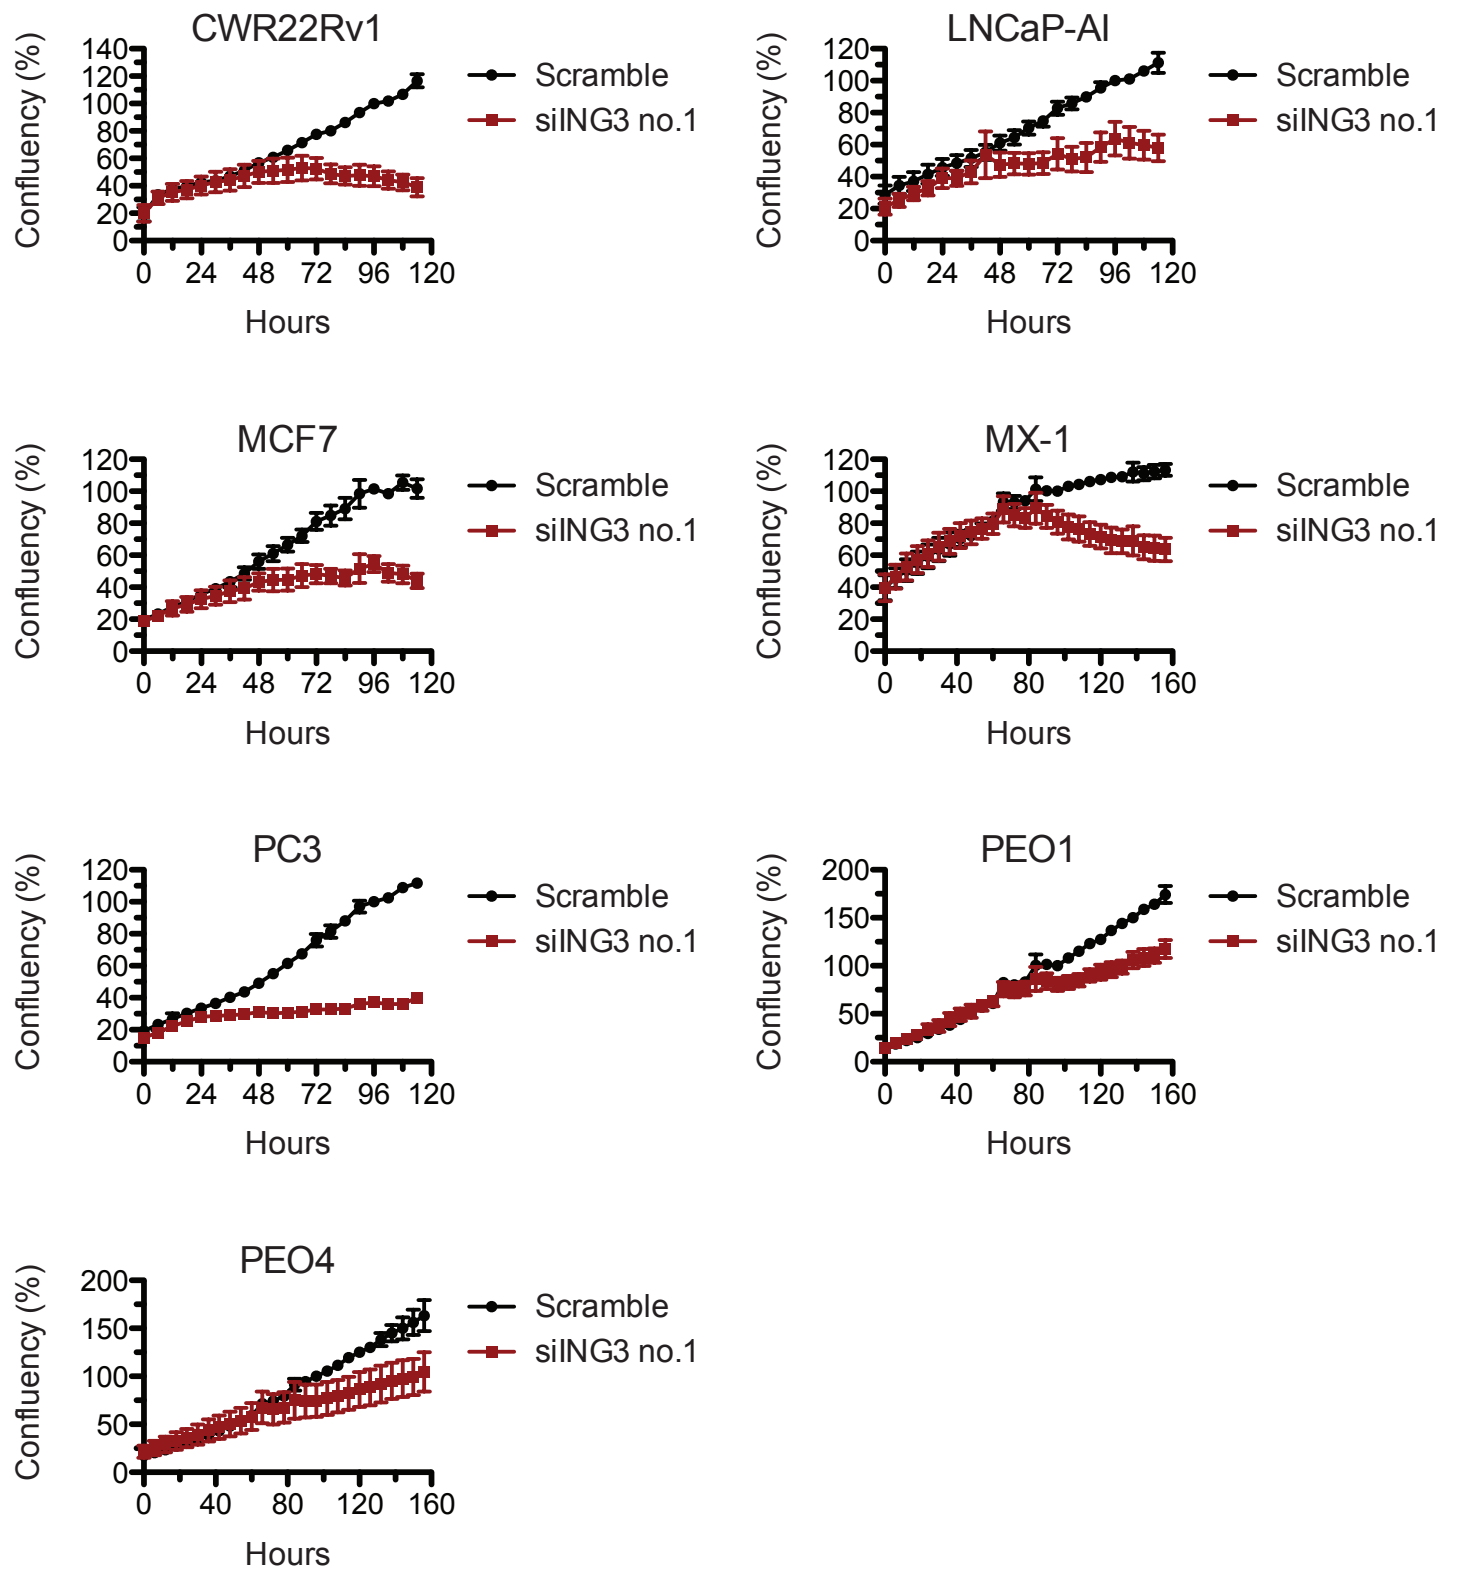 CWR22Rv1
Confluency (%)
140
120
100
80
60
40
20
0
0 24 48 72 96 120
Hours
Scramble
siING3 no.1
LNCaP-AI
Confluency (%)
120
100
80
60
40
20
0
0 24 48 72 96 120
Hours
Scramble
siING3 no.1
MCF7
Confluency (%)
120
100
80
60
40
20
0
0 24 48 72 96 120
Hours
Scramble
siING3 no.1
MX-1
Confluency (%)
120
100
80
60
40
20
0
0 40 80 120 160
Hours
Scramble
siING3 no.1
PC3
Confluency (%)
120
100
80
60
40
20
0
0 24 48 72 96 120
Hours
Scramble
siING3 no.1
PEO1
Confluency (%)
200
150
100
50
0
0 40 80 120 160
Hours
Scramble
siING3 no.1
PEO4
Confluency (%)
200
150
100
50
0
0 40 80 120 160
Hours
Scramble
siING3 no.1